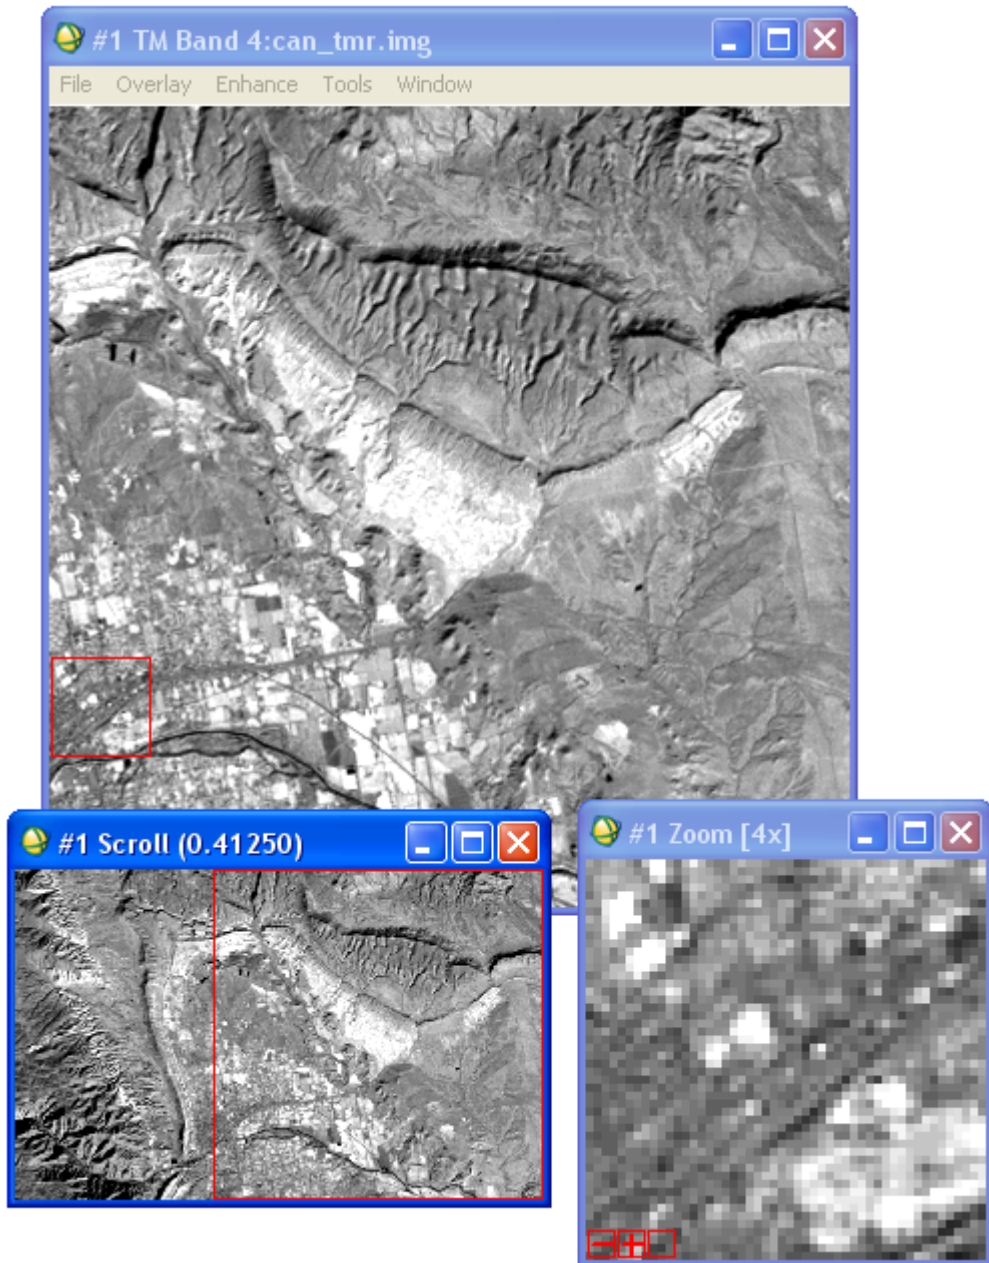 #1 TM Band 4:can_tmr.img
File Overlay Enhance Tools Window
#1 Scroll (0.41250)
#1 Zoom [4x]